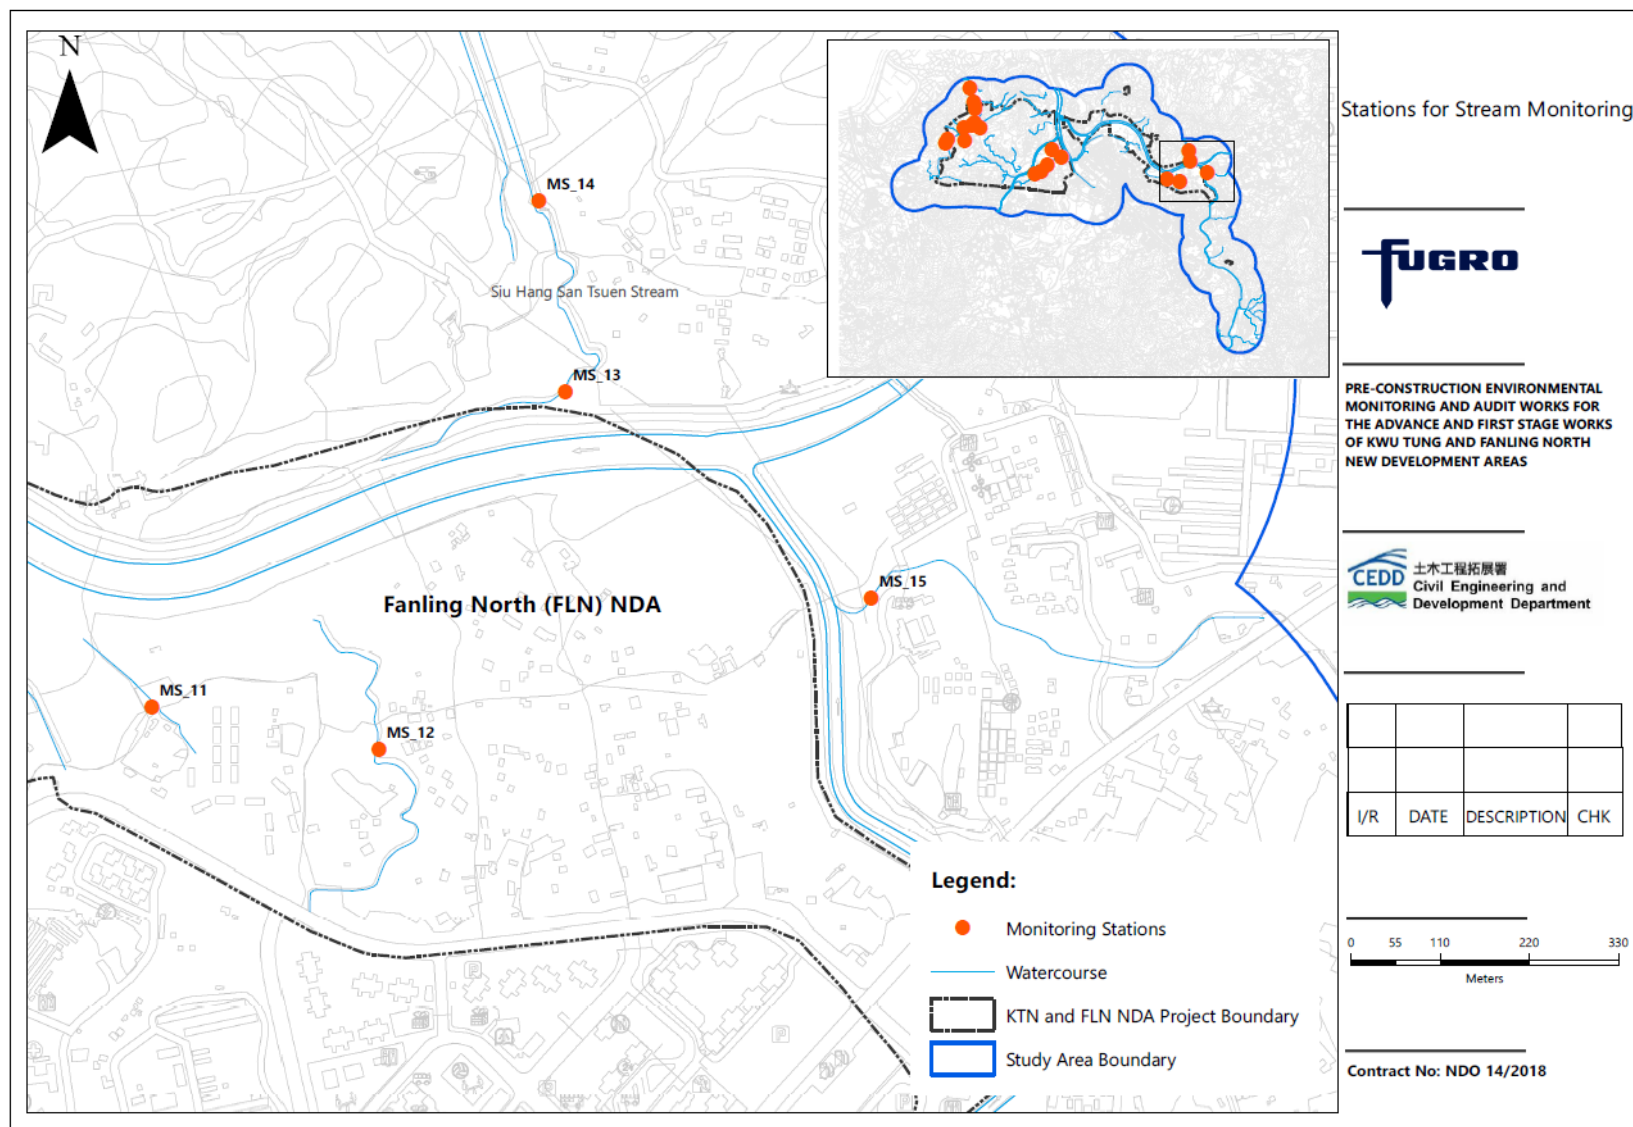 N
MS_14
Siu Hang San Tsuen Stream
MS_13
MS_15
Fanling North (FLN) NDA
MS_11
MS_12
Legend:
Monitoring Stations
Watercourse
KTN and FLN NDA Project Boundary
Study Area Boundary
Stations for Stream Monitoring
FUGRO
PRE-CONSTRUCTION ENVIRONMENTAL
MONITORING AND AUDIT WORKS FOR
THE ADVANCE AND FIRST STAGE WORKS
OF KWU TUNG AND FANLING NORTH
NEW DEVELOPMENT AREAS
CEDD
土木工程拓展署
Civil Engineering and
Development Department
I/R DATE DESCRIPTION CHK
0 55 110 220 330
Meters
Contract No: NDO 14/2018